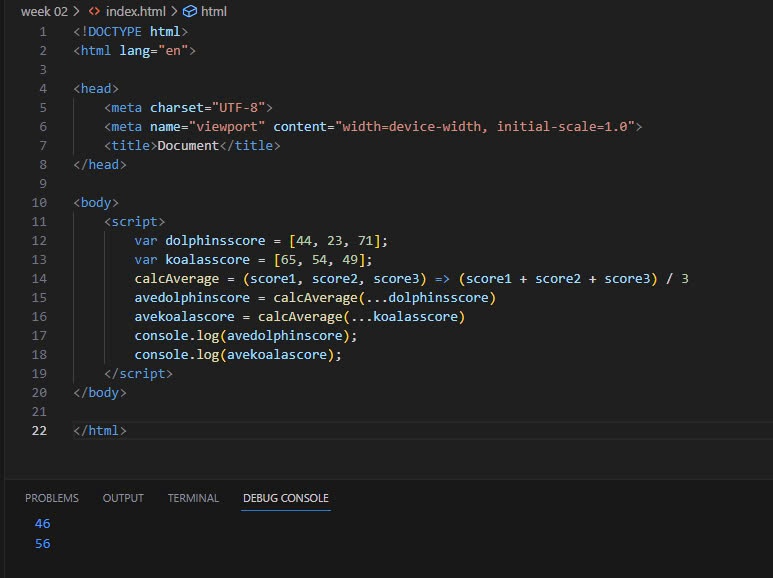 week 02 > index.html > html
1 <!DOCTYPE html>
2 <html lang="en">
3
4 <head>
5     <meta charset="UTF-8">
6     <meta name="viewport" content="width=device-width, initial-scale=1.0">
7     <title>Document</title>
8 </head>
9
10 <body>
11     <script>
12         var dolphinsscore = [44, 23, 71];
13         var koalasscore = [65, 54, 49];
14         calcAverage = (score1, score2, score3) => (score1 + score2 + score3) / 3
15         avedolphinscore = calcAverage(...dolphinsscore)
16         avekoalascore = calcAverage(...koalasscore)
17         console.log(avedolphinscore);
18         console.log(avekoalascore);
19     </script>
20 </body>
21
22 </html>
PROBLEMS OUTPUT TERMINAL DEBUG CONSOLE
46
56